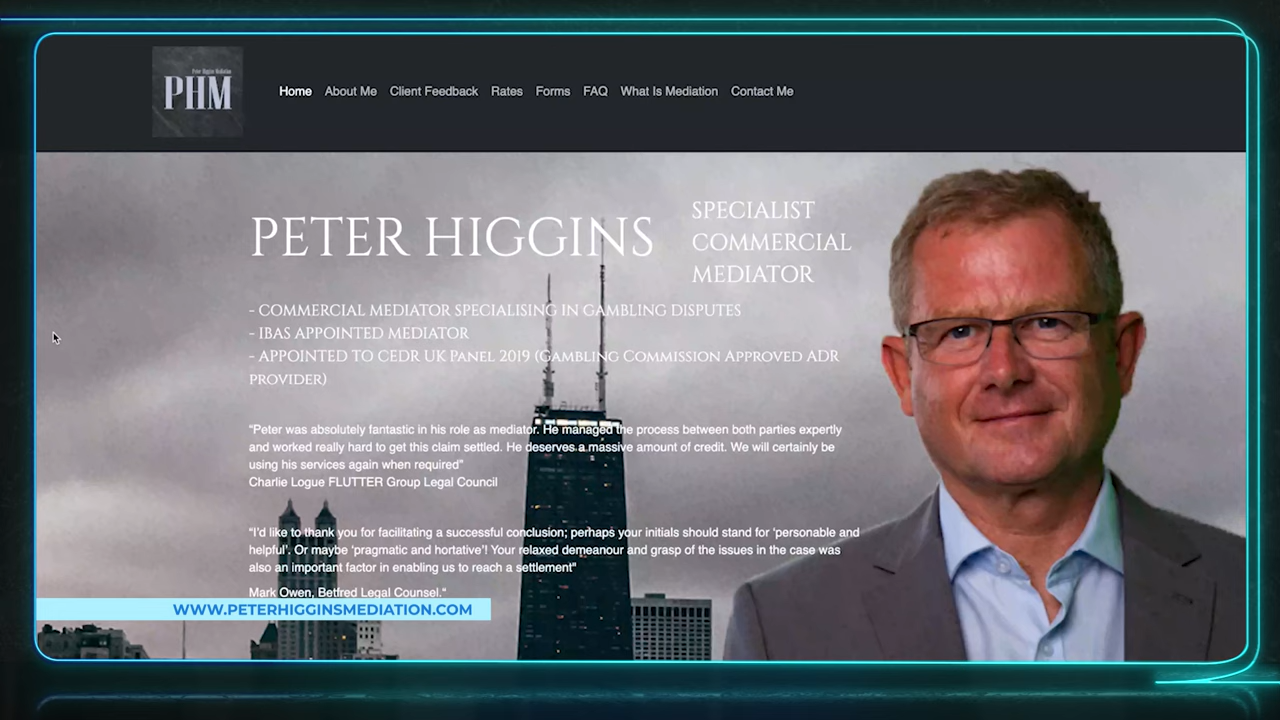 Peter Higgins Mediation
PHM
Home About Me Client Feedback Rates Forms FAQ What Is Mediation Contact Me
PETER HIGGINS
SPECIALIST
COMMERCIAL
MEDIATOR
- COMMERCIAL MEDIATOR SPECIALISING IN GAMBLING DISPUTES
- IBAS APPOINTED MEDIATOR
- APPOINTED TO CEDR UK PANEL 2019 (GAMBLING COMMISSION APPROVED ADR
PROVIDER)
“Peter was absolutely fantastic in his role as mediator. He managed the process between both parties expertly
and worked really hard to get this claim settled. He deserves a massive amount of credit. We will certainly be
using his services again when required”
Charlie Logue FLUTTER Group Legal Council
“I’d like to thank you for facilitating a successful conclusion; perhaps your initials should stand for ‘personable and
helpful’. Or maybe ‘pragmatic and hortative’! Your relaxed demeanour and grasp of the issues in the case was
also an important factor in enabling us to reach a settlement"
Mark Owen, Betfred Legal Counsel.“
WWW.PETERHIGGINSMEDIATION.COM